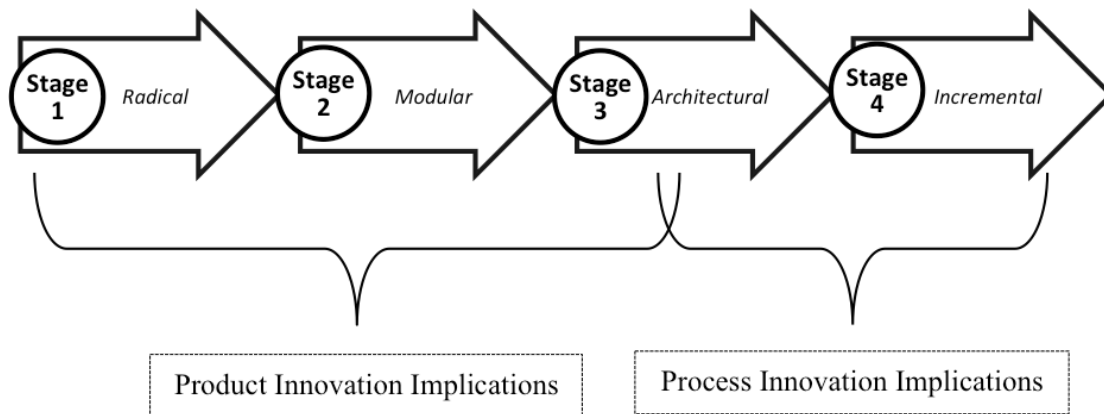 Stage
1
Radical
Stage
2
Modular
Stage
3
Architectural
Stage
4
Incremental
Product Innovation Implications
Process Innovation Implications